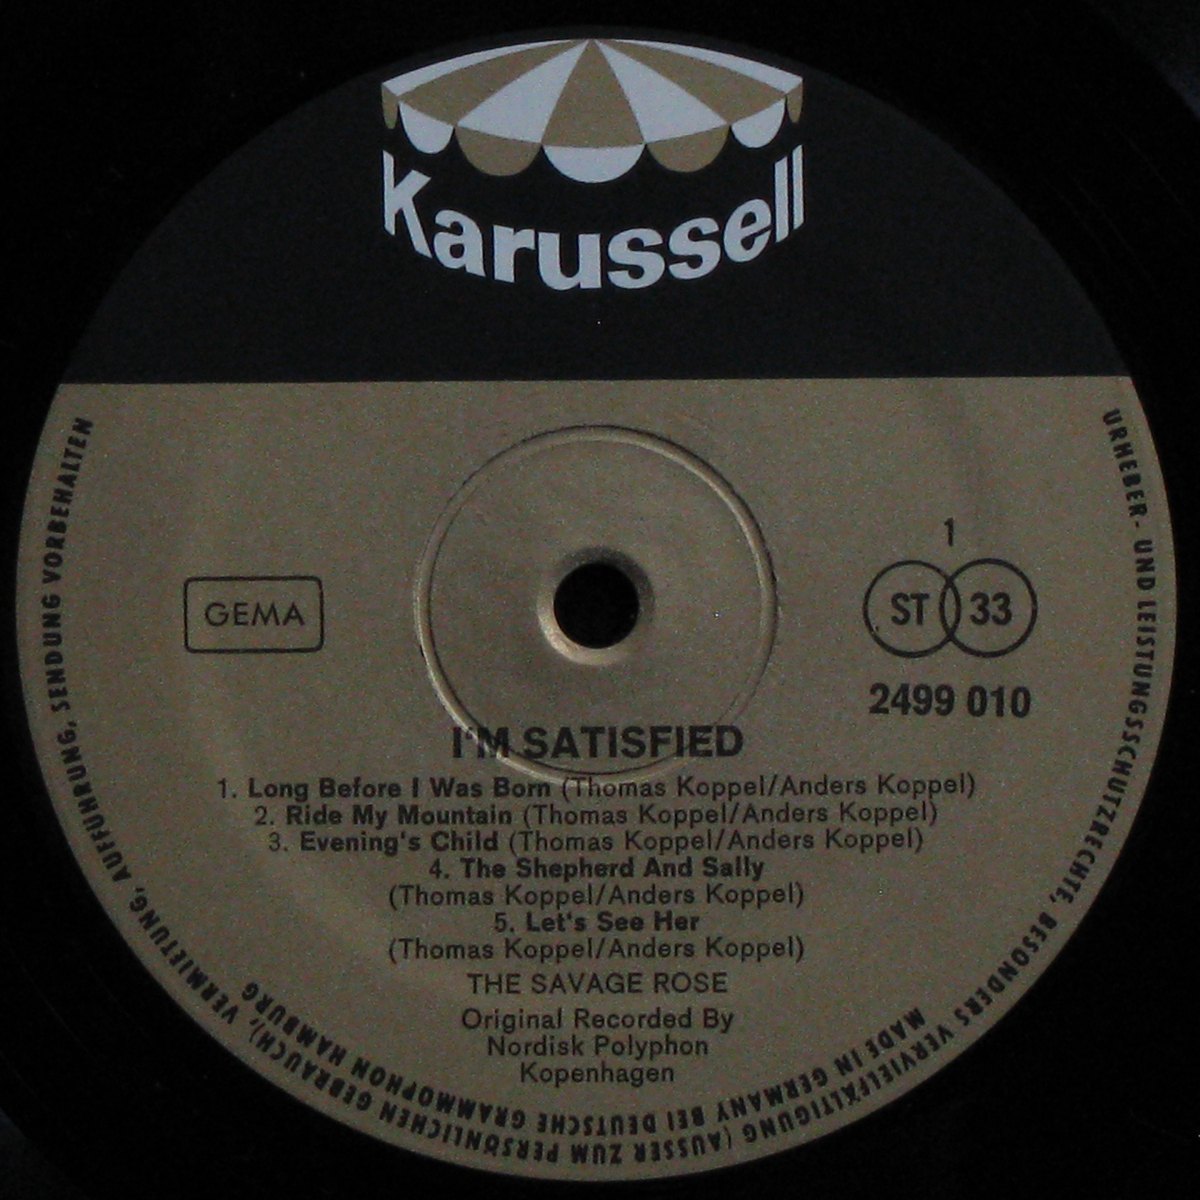 Karussell
URHEBER- UND LEISTUNGSSCHUTZRECHTE, BESONDERS VERVIELFÄLTIGUNG (AUSSER ZUM PERSÖNLICHEN GEBRAUCH), VERMIETUNG, AUFFÜHRUNG, SENDUNG VORBEHALTEN
MADE IN GERMANY BEI DEUTSCHE GRAMMOPHON HAMBURG
GEMA
1
ST 33
2499 010
I'M SATISFIED
1. Long Before I Was Born (Thomas Koppel/Anders Koppel)
2. Ride My Mountain (Thomas Koppel/Anders Koppel)
3. Evening's Child (Thomas Koppel/Anders Koppel)
4. The Shepherd And Sally
(Thomas Koppel/Anders Koppel)
5. Let's See Her
(Thomas Koppel/Anders Koppel)
THE SAVAGE ROSE
Original Recorded By
Nordisk Polyphon
Kopenhagen